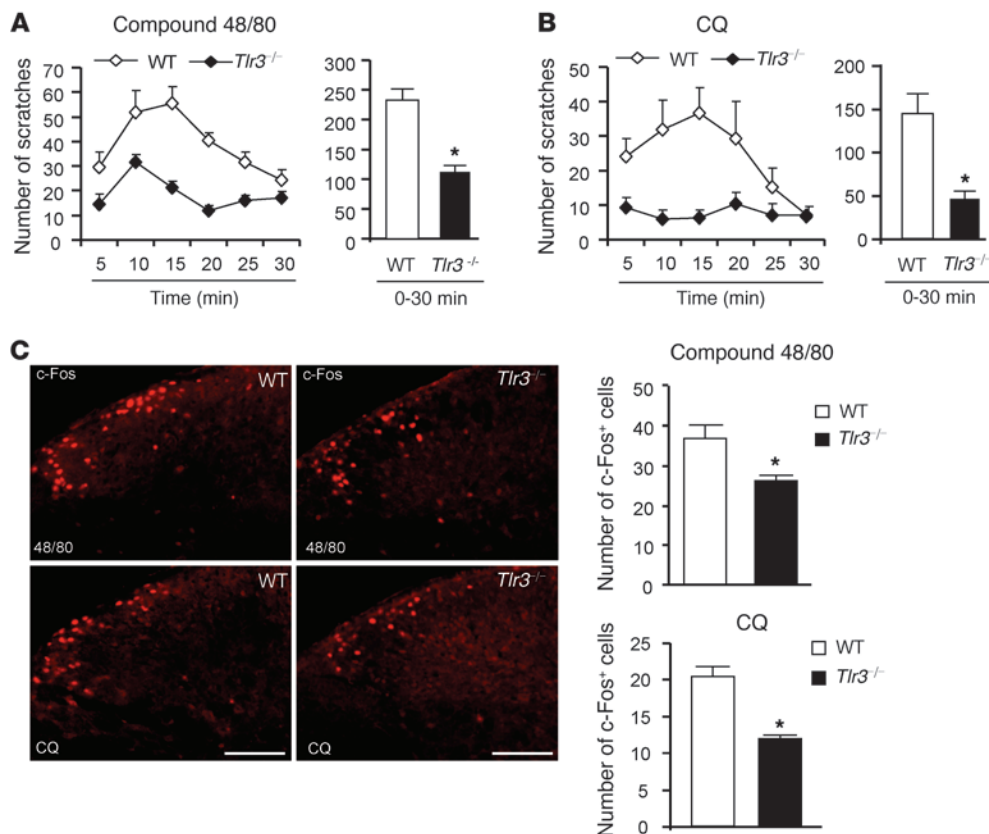 A
Compound 48/80
WT Tlr3⁻/⁻
Number of scratches
70
60
50
40
30
20
10
0
5 10 15 20 25 30
Time (min)
300
250
200
150
100
50
0
*
WT Tlr3⁻/⁻
0-30 min
B
CQ
WT Tlr3⁻/⁻
Number of scratches
50
40
30
20
10
0
5 10 15 20 25 30
Time (min)
200
150
100
50
0
*
WT Tlr3⁻/⁻
0-30 min
C
c-Fos WT
48/80
c-Fos Tlr3⁻/⁻
48/80
WT
CQ
Tlr3⁻/⁻
CQ
Compound 48/80
Number of c-Fos⁺ cells
50
40
30
20
10
0
*
WT
Tlr3⁻/⁻
CQ
Number of c-Fos⁺ cells
25
20
15
10
5
0
*
WT
Tlr3⁻/⁻